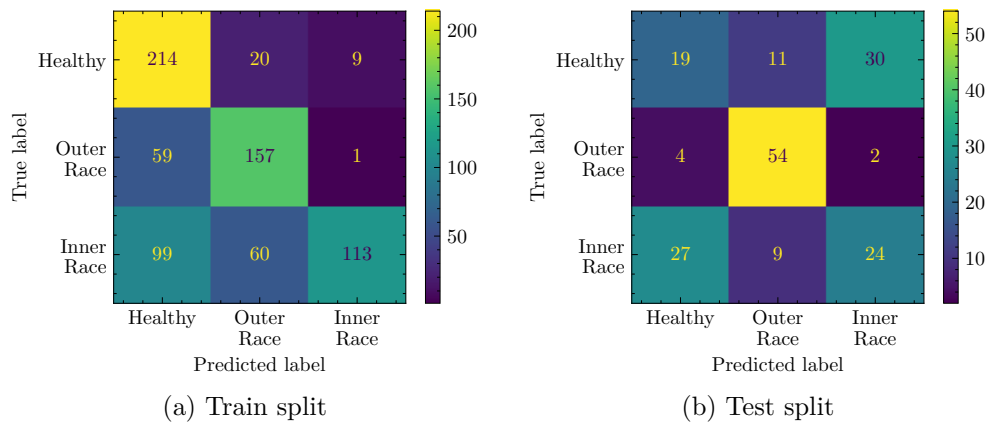 Healthy
Outer
Race
Inner
Race
True label
214 20 9
59 157 1
99 60 113
Healthy Outer
Race Inner
Race
Predicted label
200
150
100
50
(a) Train split
Healthy
Outer
Race
Inner
Race
True label
19 11 30
4 54 2
27 9 24
Healthy Outer
Race Inner
Race
Predicted label
50
40
30
20
10
(b) Test split